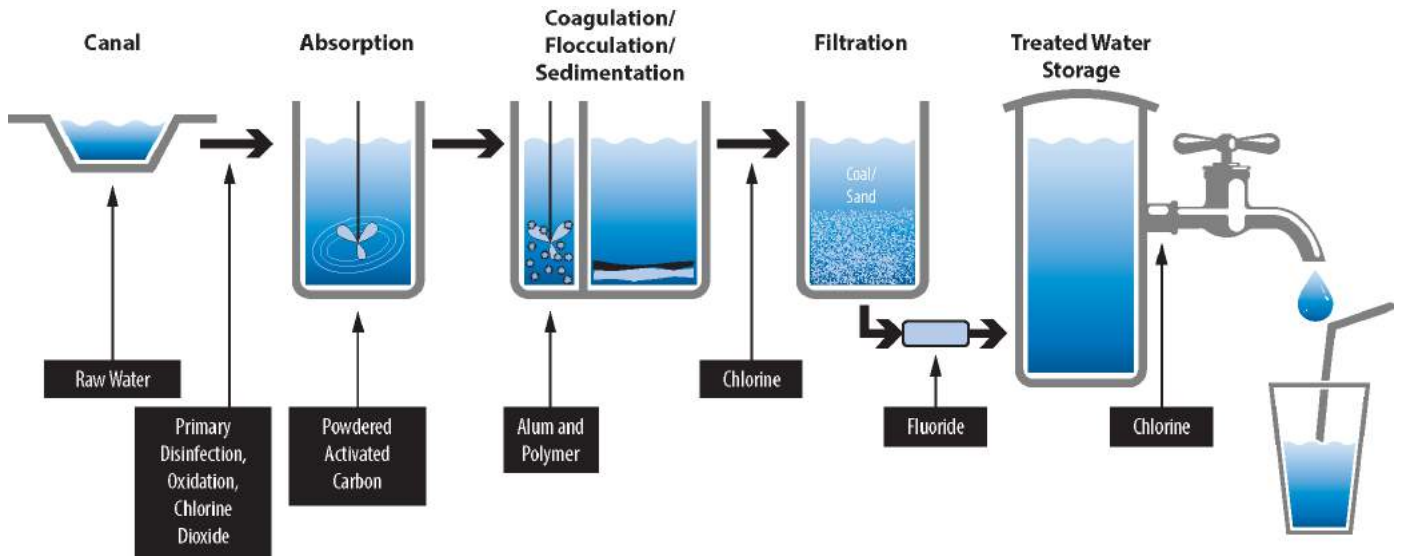 Canal
Absorption
Coagulation/
Flocculation/
Sedimentation
Filtration
Treated Water
Storage
Coal/
Sand
Raw Water
Primary
Disinfection,
Oxidation,
Chlorine
Dioxide
Powdered
Activated
Carbon
Alum and
Polymer
Chlorine
Fluoride
Chlorine